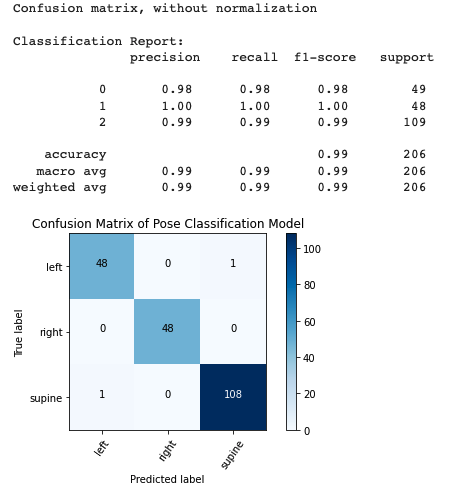 Confusion matrix, without normalization
Classification Report:
precision recall f1-score support
0 0.98 0.98 0.98 49
1 1.00 1.00 1.00 48
2 0.99 0.99 0.99 109
accuracy 0.99 206
macro avg 0.99 0.99 0.99 206
weighted avg 0.99 0.99 0.99 206
Confusion Matrix of Pose Classification Model
left 48 0 1
right 0 48 0
supine 1 0 108
True label
left right supine
Predicted label
100
80
60
40
20
0